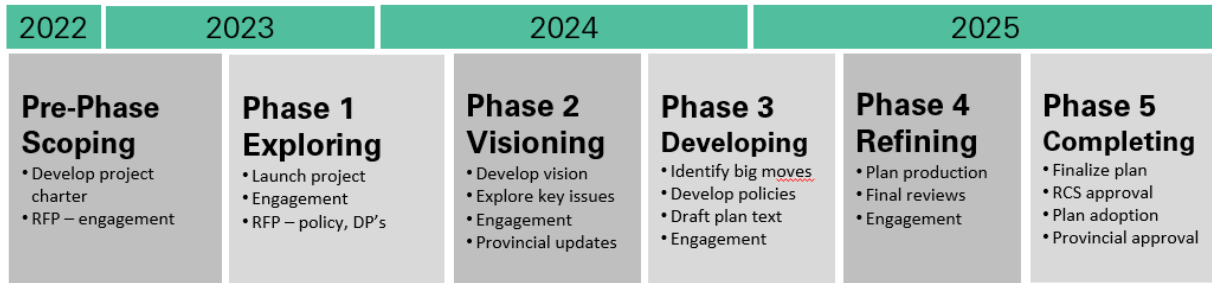 2022
2023
2024
2025
Pre-Phase
Scoping
• Develop project
charter
• RFP – engagement
Phase 1
Exploring
• Launch project
• Engagement
• RFP – policy, DP’s
Phase 2
Visioning
• Develop vision
• Explore key issues
• Engagement
• Provincial updates
Phase 3
Developing
• Identify big moves
• Develop policies
• Draft plan text
• Engagement
Phase 4
Refining
• Plan production
• Final reviews
• Engagement
Phase 5
Completing
• Finalize plan
• RCS approval
• Plan adoption
• Provincial approval